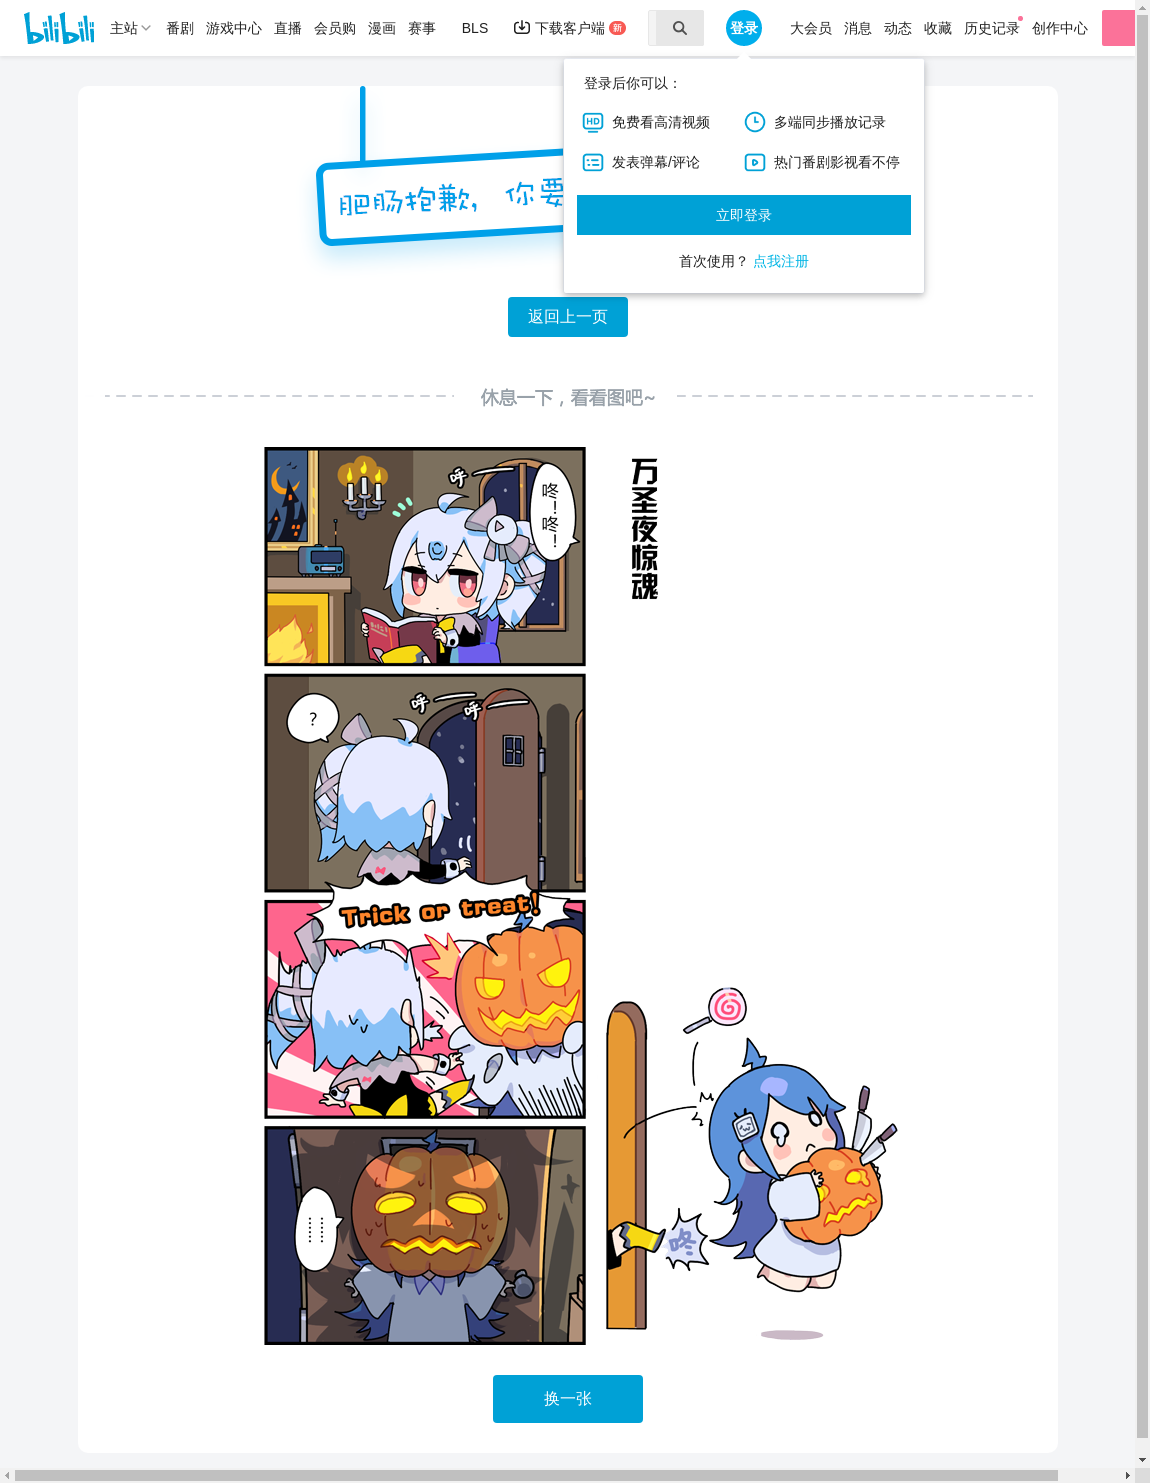 bilibili
主站 番剧 游戏中心 直播 会员购 漫画 赛事 BLS 下载客户端 新 登录 大会员 消息 动态 收藏 历史记录 创作中心
登录后你可以：
HD 免费看高清视频 多端同步播放记录
发表弹幕/评论 热门番剧影视看不停
立即登录
首次使用？ 点我注册
肥肠抱歉，你要
返回上一页
休息一下，看看图吧~
呼
咚！咚！
万圣夜惊魂
?
呼
呼
Trick or treat!
咚
……
换一张